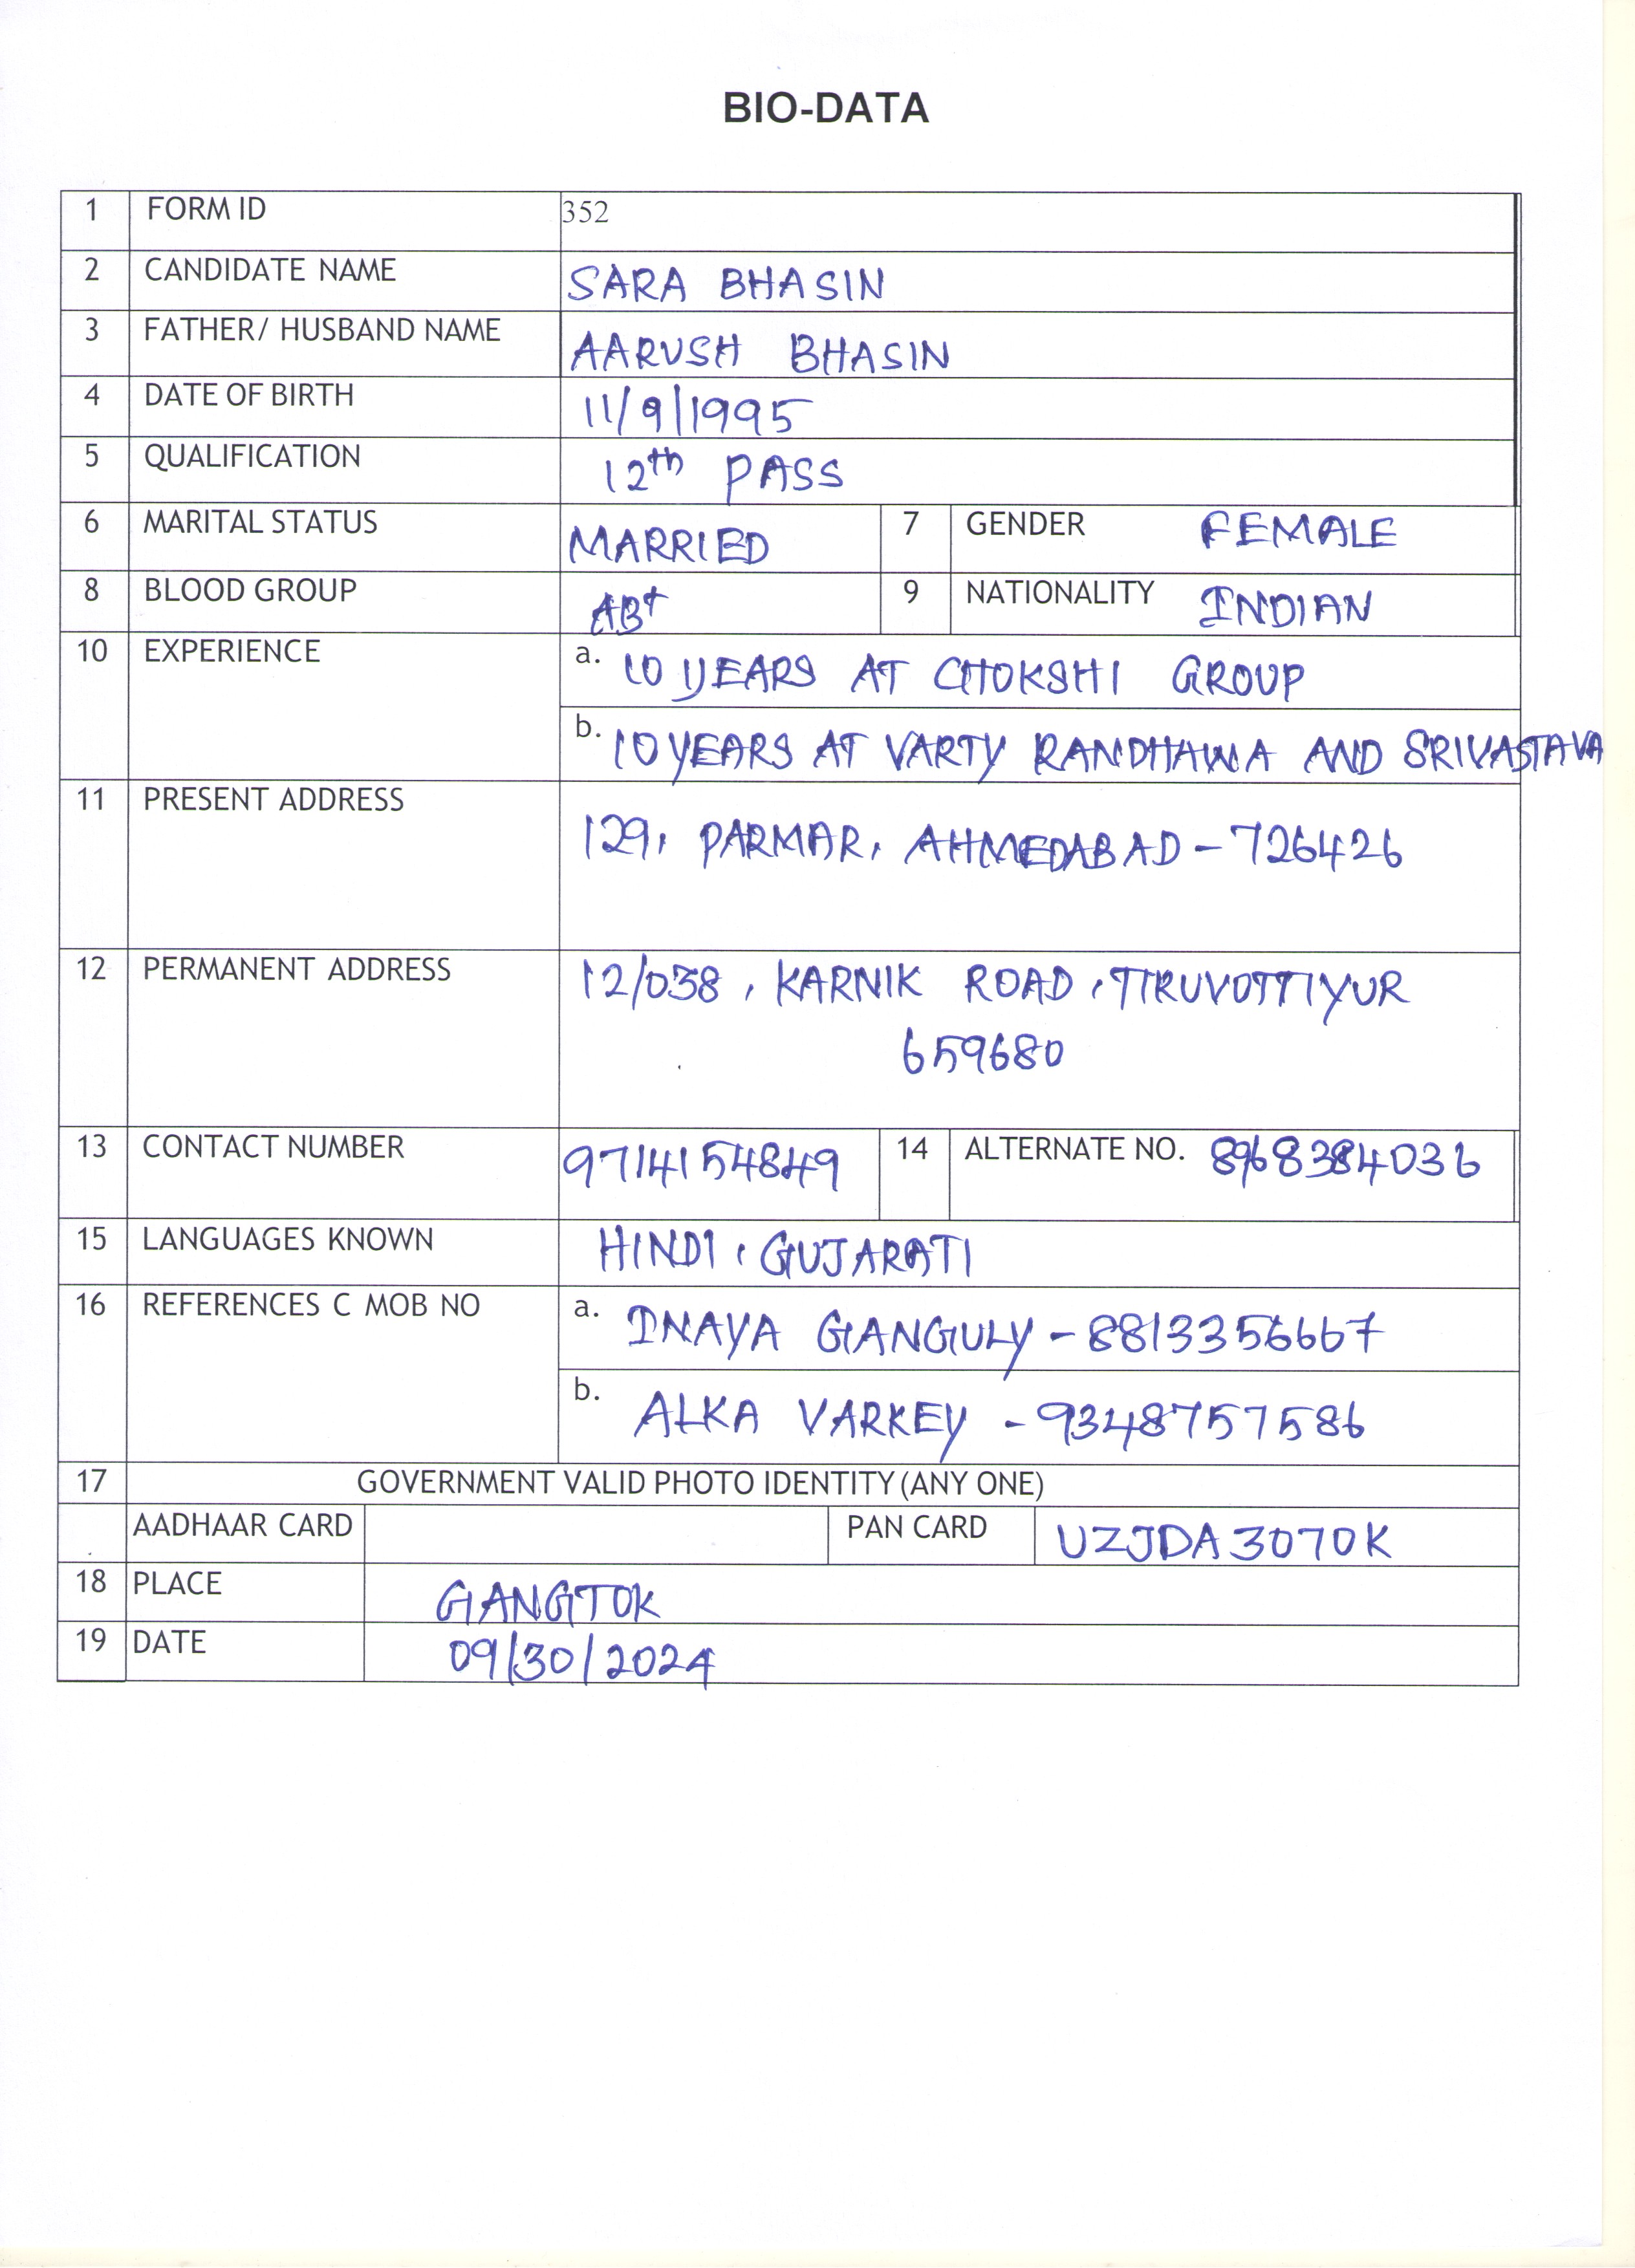 BIO-DATA
1 FORM ID 352
2 CANDIDATE NAME SARA BHASIN
3 FATHER/ HUSBAND NAME AARUSH BHASIN
4 DATE OF BIRTH 11/9/1995
5 QUALIFICATION 12th PASS
6 MARITAL STATUS MARRIED 7 GENDER FEMALE
8 BLOOD GROUP AB+ 9 NATIONALITY INDIAN
10 EXPERIENCE a. 10 YEARS AT CHOKSHI GROUP
b. 10 YEARS AT VARTY RANDHAWA AND SRIVASTAVA
11 PRESENT ADDRESS 129, PARMAR, AHMEDABAD - 726426
12 PERMANENT ADDRESS 12/038, KARNIK ROAD, TIRUVOTTIYUR
659680
13 CONTACT NUMBER 9714154849 14 ALTERNATE NO. 8968384036
15 LANGUAGES KNOWN HINDI, GUJARATI
16 REFERENCES C MOB NO a. INAYA GANGULY - 8813356667
b. ALKA VARKEY - 9348757586
17 GOVERNMENT VALID PHOTO IDENTITY (ANY ONE)
AADHAAR CARD PAN CARD UZJDA3070K
18 PLACE GANGTOK
19 DATE 09/30/2024